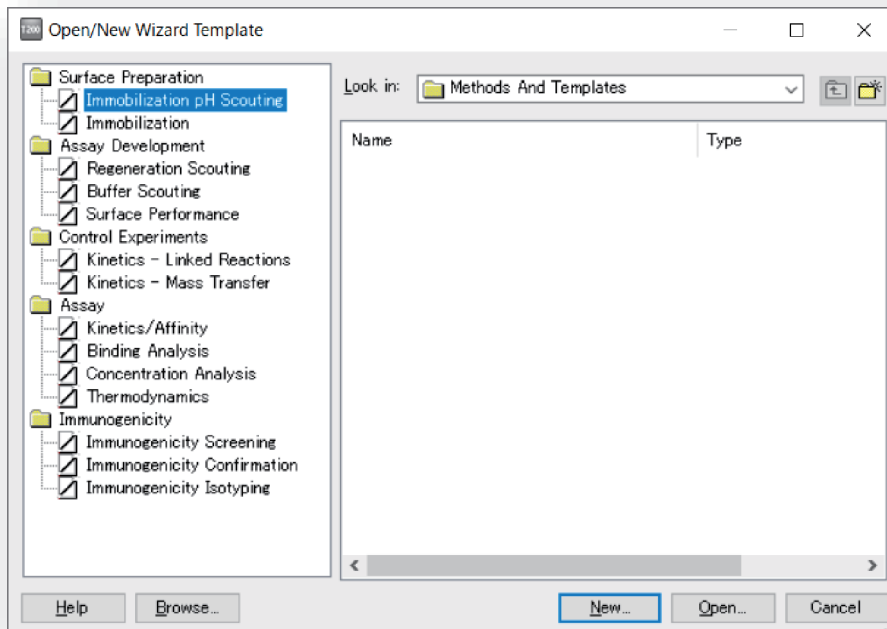 T200 Open/New Wizard Template
Surface Preparation
Immobilization pH Scouting
Immobilization
Assay Development
Regeneration Scouting
Buffer Scouting
Surface Performance
Control Experiments
Kinetics - Linked Reactions
Kinetics - Mass Transfer
Assay
Kinetics/Affinity
Binding Analysis
Concentration Analysis
Thermodynamics
Immunogenicity
Immunogenicity Screening
Immunogenicity Confirmation
Immunogenicity Isotyping
Look in: Methods And Templates
Name Type
Help Browse... New... Open... Cancel